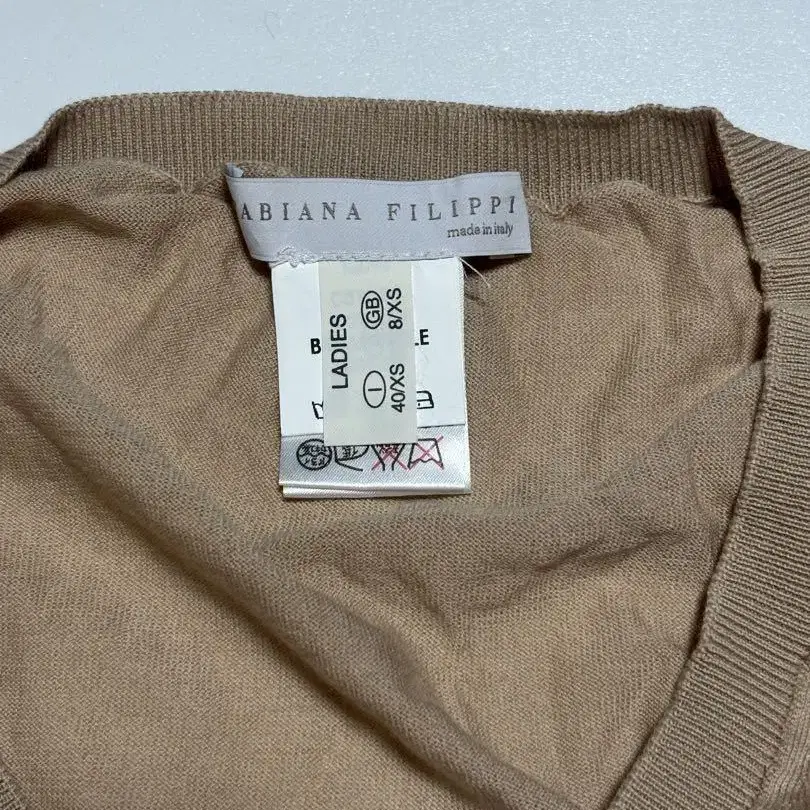 ABIANA FILIPPI
made in italy
LADIES
GB 8/XS
I 40/XS